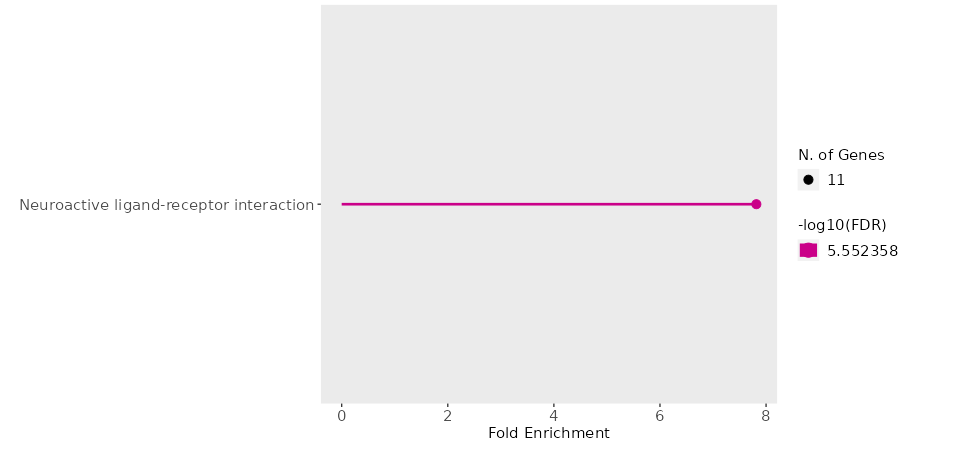 Neuroactive ligand-receptor interaction
0 2 4 6 8
Fold Enrichment
N. of Genes
11
-log10(FDR)
5.552358